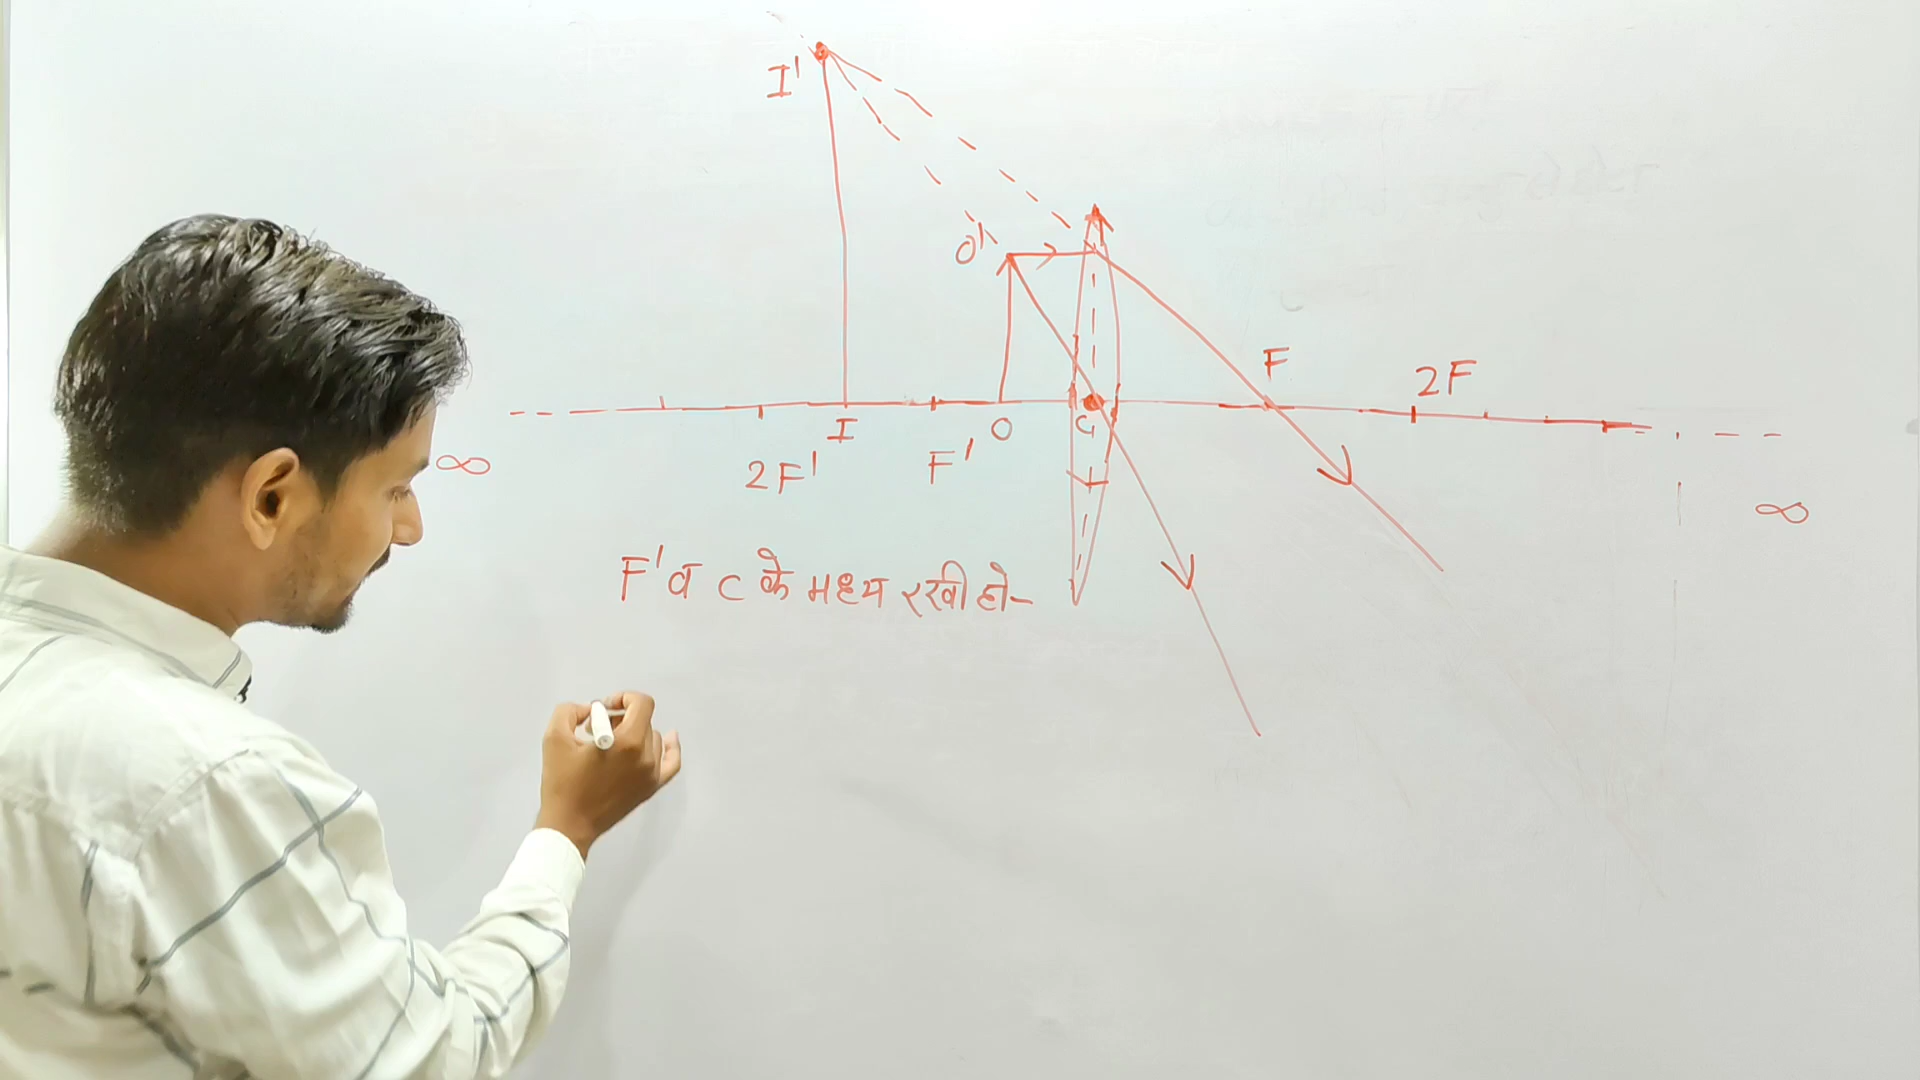 I'
O'
F
2F
I
O
C
2F'
F'
∞
∞
F' व C के मध्य रखी हो-